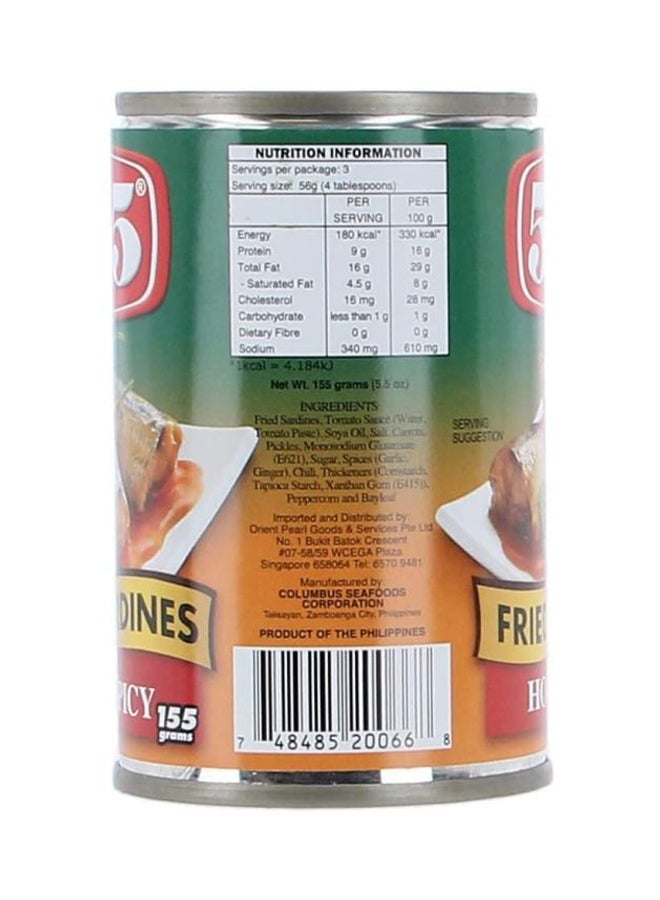 5®
5
NUTRITION INFORMATION
Servings per package: 3
Serving size: 56g (4 tablespoons)
PER SERVING PER 100 g
Energy 180 kcal* 330 kcal*
Protein 9 g 16 g
Total Fat 16 g 29 g
- Saturated Fat 4.5 g 8 g
Cholesterol 16 mg 28 mg
Carbohydrate less than 1 g 1 g
Dietary Fibre 0 g 0 g
Sodium 340 mg 610 mg
*1kcal = 4.184kJ
Net Wt. 155 grams (5.5 oz)
INGREDIENTS
Fried Sardines, Tomato Sauce (Water,
Tomato Paste), Soya Oil, Salt, Carrots,
Pickles, Monosodium Glutamate
(E621), Sugar, Spices (Garlic,
Ginger), Chili, Thickeners (Cornstarch,
Tapioca Starch, Xanthan Gum (E415)),
Peppercorn and Bayleaf
SERVING
SUGGESTION
Imported and Distributed by:
Orient Pearl Goods & Services Pte Ltd
No. 1 Bukit Batok Crescent
#07-58/59 WCEGA Plaza
Singapore 658064 Tel: 6570 9481
Manufactured by:
COLUMBUS SEAFOODS
CORPORATION
Talisayan, Zamboanga City, Philippines
PRODUCT OF THE PHILIPPINES
DINES
FRIE
ICY
HO
155
grams
7 48485 20066 8